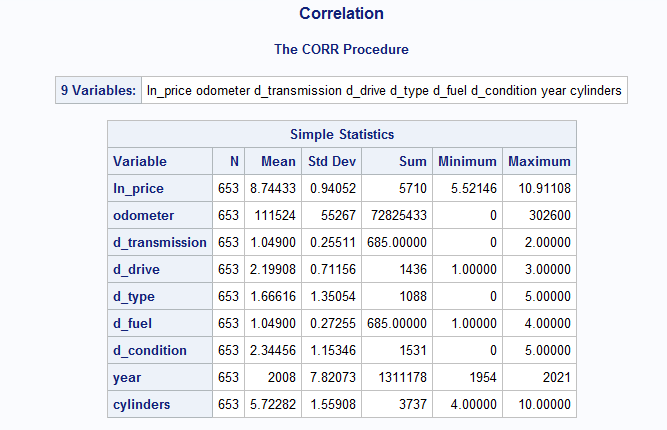 Correlation
The CORR Procedure
9 Variables: ln_price odometer d_transmission d_drive d_type d_fuel d_condition year cylinders
Simple Statistics
Variable N Mean Std Dev Sum Minimum Maximum
ln_price 653 8.74433 0.94052 5710 5.52146 10.91108
odometer 653 111524 55267 72825433 0 302600
d_transmission 653 1.04900 0.25511 685.00000 0 2.00000
d_drive 653 2.19908 0.71156 1436 1.00000 3.00000
d_type 653 1.66616 1.35054 1088 0 5.00000
d_fuel 653 1.04900 0.27255 685.00000 1.00000 4.00000
d_condition 653 2.34456 1.15346 1531 0 5.00000
year 653 2008 7.82073 1311178 1954 2021
cylinders 653 5.72282 1.55908 3737 4.00000 10.00000